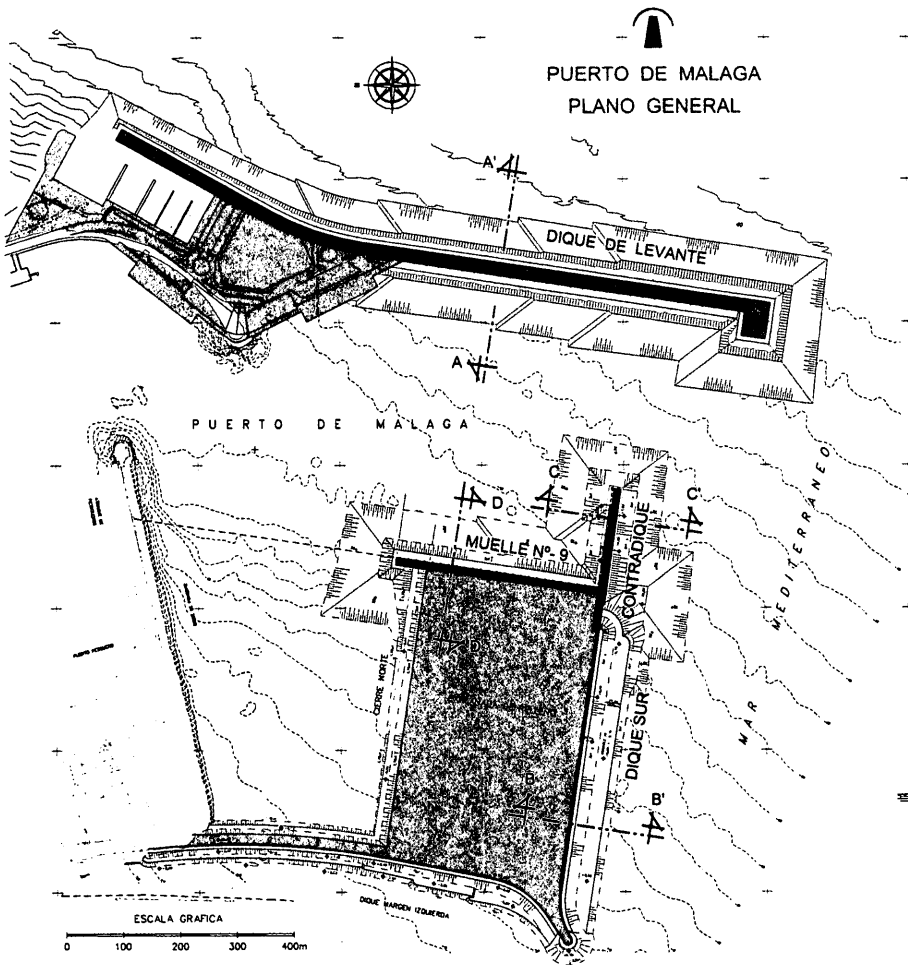 PUERTO DE MALAGA
PLANO GENERAL
A'
DIQUE DE LEVANTE
A
PUERTO DE MALAGA
C
D
C'
MUELLE Nº 9
CONTRADIQUE
MAR MEDITERRANEO
D'
CIERRE NORTE
DIQUE SUR
B
B'
DIQUE MARGEN IZQUIERDA
ESCALA GRAFICA
0 100 200 300 400m